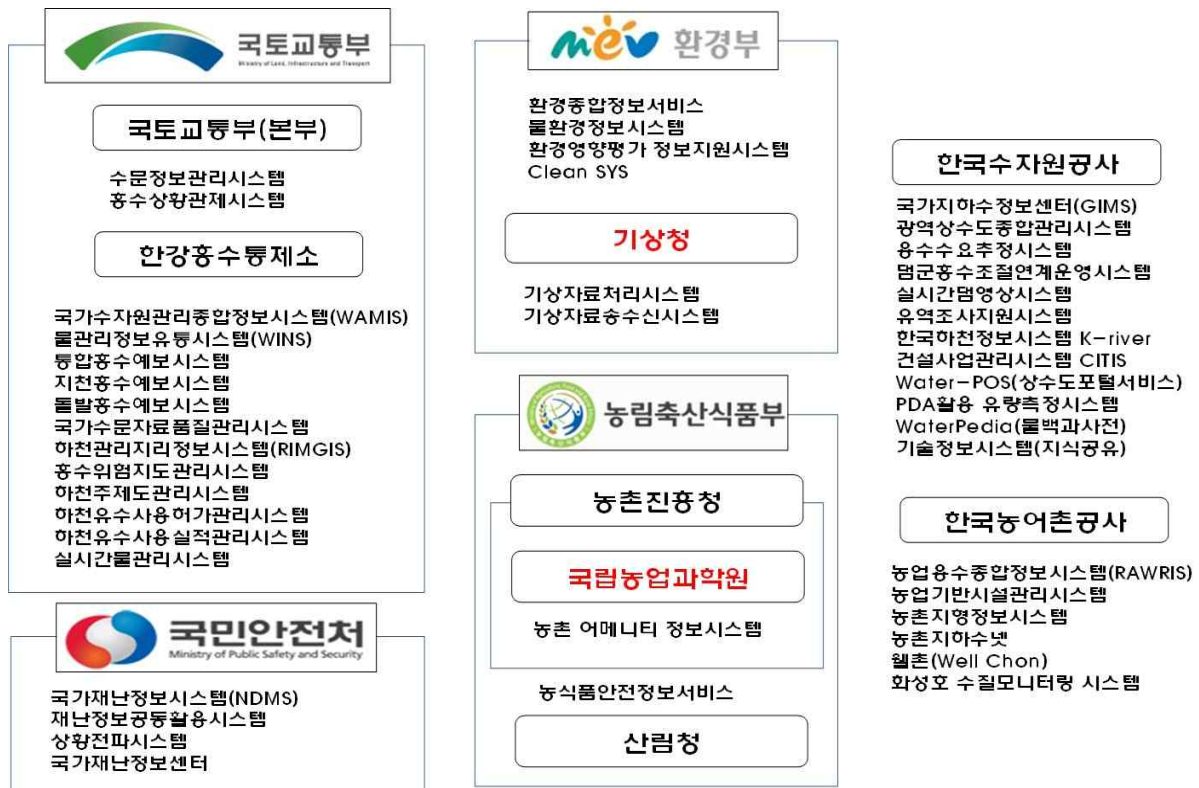 국토교통부
Ministry of Land, Infrastructure and Transport
국토교통부(본부)
수문정보관리시스템
홍수상황관제시스템
한강홍수통제소
국가수자원관리종합정보시스템(WAMIS)
물관리정보유통시스템(WINS)
통합홍수예보시스템
지천홍수예보시스템
돌발홍수예보시스템
국가수문자료품질관리시스템
하천관리지리정보시스템(RIMGIS)
홍수위험지도관리시스템
하천주제도관리시스템
하천유수사용허가관리시스템
하천유수사용실적관리시스템
실시간물관리시스템
국민안전처
Ministry of Public Safety and Security
국가재난정보시스템(NDMS)
재난정보공동활용시스템
상황전파시스템
국가재난정보센터
mev 환경부
환경종합정보서비스
물환경정보시스템
환경영향평가 정보지원시스템
Clean SYS
기상청
기상자료처리시스템
기상자료송수신시스템
농림축산식품부
농촌진흥청
국립농업과학원
농촌 어메니티 정보시스템
농식품안전정보서비스
산림청
한국수자원공사
국가지하수정보센터(GIMS)
광역상수도종합관리시스템
용수수요추정시스템
댐군홍수조절연계운영시스템
실시간댐영상시스템
유역조사지원시스템
한국하천정보시스템 K-river
건설사업관리시스템 CITIS
Water-POS(상수도포털서비스)
PDA활용 유량측정시스템
WaterPedia(물백과사전)
기술정보시스템(지식공유)
한국농어촌공사
농업용수종합정보시스템(RAWRIS)
농업기반시설관리시스템
농촌지형정보시스템
농촌지하수넷
웰촌(Well Chon)
화성호 수질모니터링 시스템